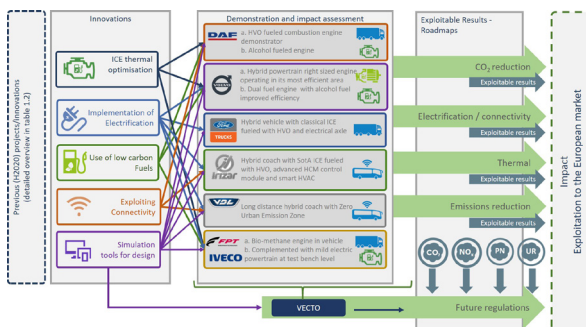 Previous (H2020) projects/innovations
(detailed overview in table 1.2)
Innovations
ICE thermal
optimisation
Implementation of
Electrification
Use of low carbon
Fuels
Exploiting
Connectivity
Simulation
tools for design
Demonstration and impact assessment
DAF
a. HVO fueled combustion engine
demonstrator
b. Alcohol fueled engine
VOLVO
a. Hybrid powertrain right sized engine
operating in its most efficient area
b. Dual fuel engine with alcohol fuel
improved efficiency
Ford
TRUCKS
Hybrid vehicle with classical ICE
fueled with HVO and electrical axle
irizar
Hybrid coach with SotA ICE fueled
with HVO, advanced HCM control
module and smart HVAC
VDL
Long distance hybrid coach with Zero
Urban Emission Zone
FPT
IVECO
a. Bio-methane engine in vehicle
b. Complemented with mild electric
powertrain at test bench level
VECTO
Exploitable Results -
Roadmaps
CO₂ reduction
Exploitable results
Electrification / connectivity
Exploitable results
Thermal
Exploitable results
Emissions reduction
Exploitable results
CO₂
NOₓ
PN
UR
Future regulations
Impact
Exploitation to the European market